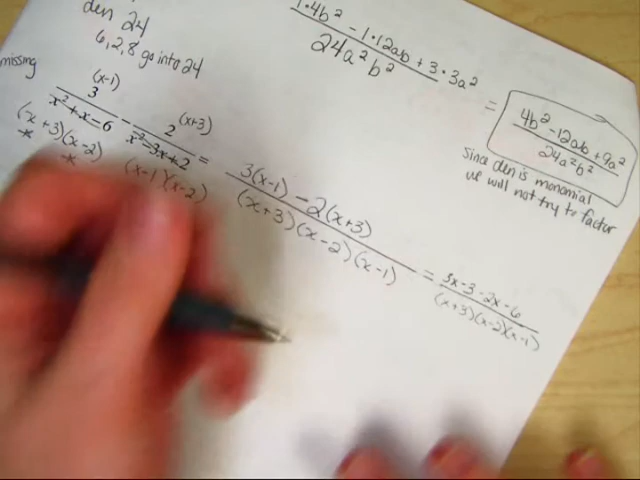 den 24
6, 2, 8 go into 24
1·4b² - 1·12ab + 3·3a²
24a²b²
=
4b² - 12ab + 9a²
24a²b²
since den is monomial
we will not try to factor
missing
(x-1)
3
x²+x-6
-
2
(x+3)
x²-3x+2
=
(x+3)(x-2)
(x-1)(x-2)
3(x-1) - 2(x+3)
(x+3)(x-2)(x-1)
=
3x-3-2x-6
(x+3)(x-2)(x-1)